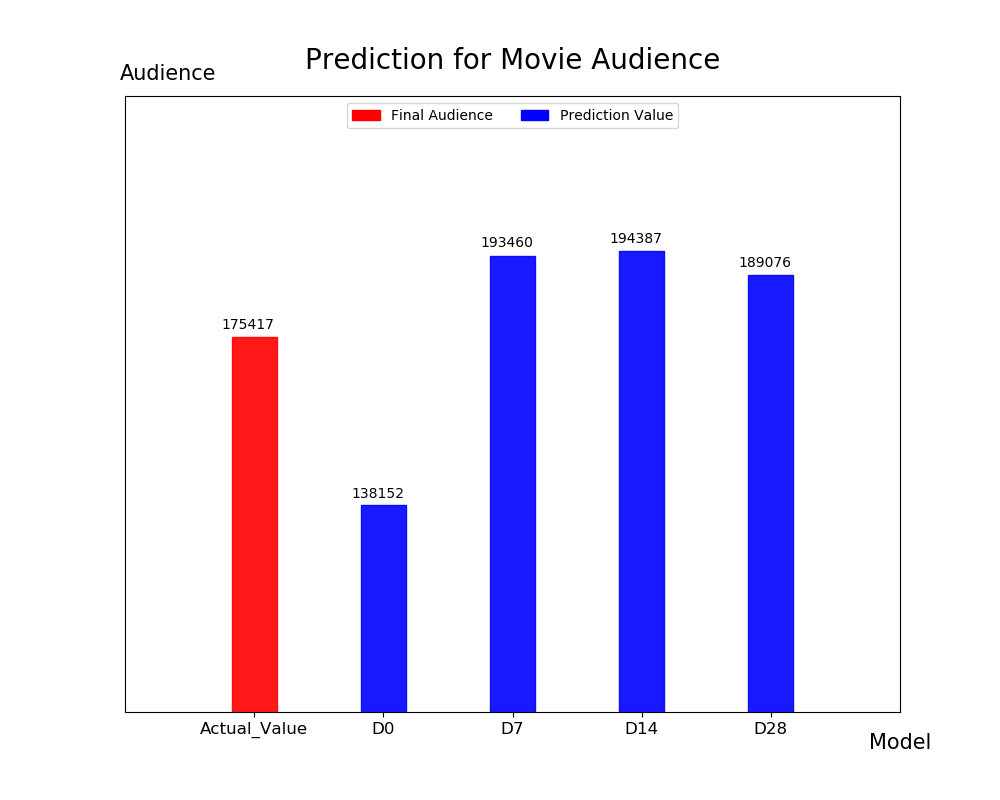 Prediction for Movie Audience
Audience
Final Audience Prediction Value
194387
193460
189076
175417
138152
Actual_Value D0 D7 D14 D28
Model